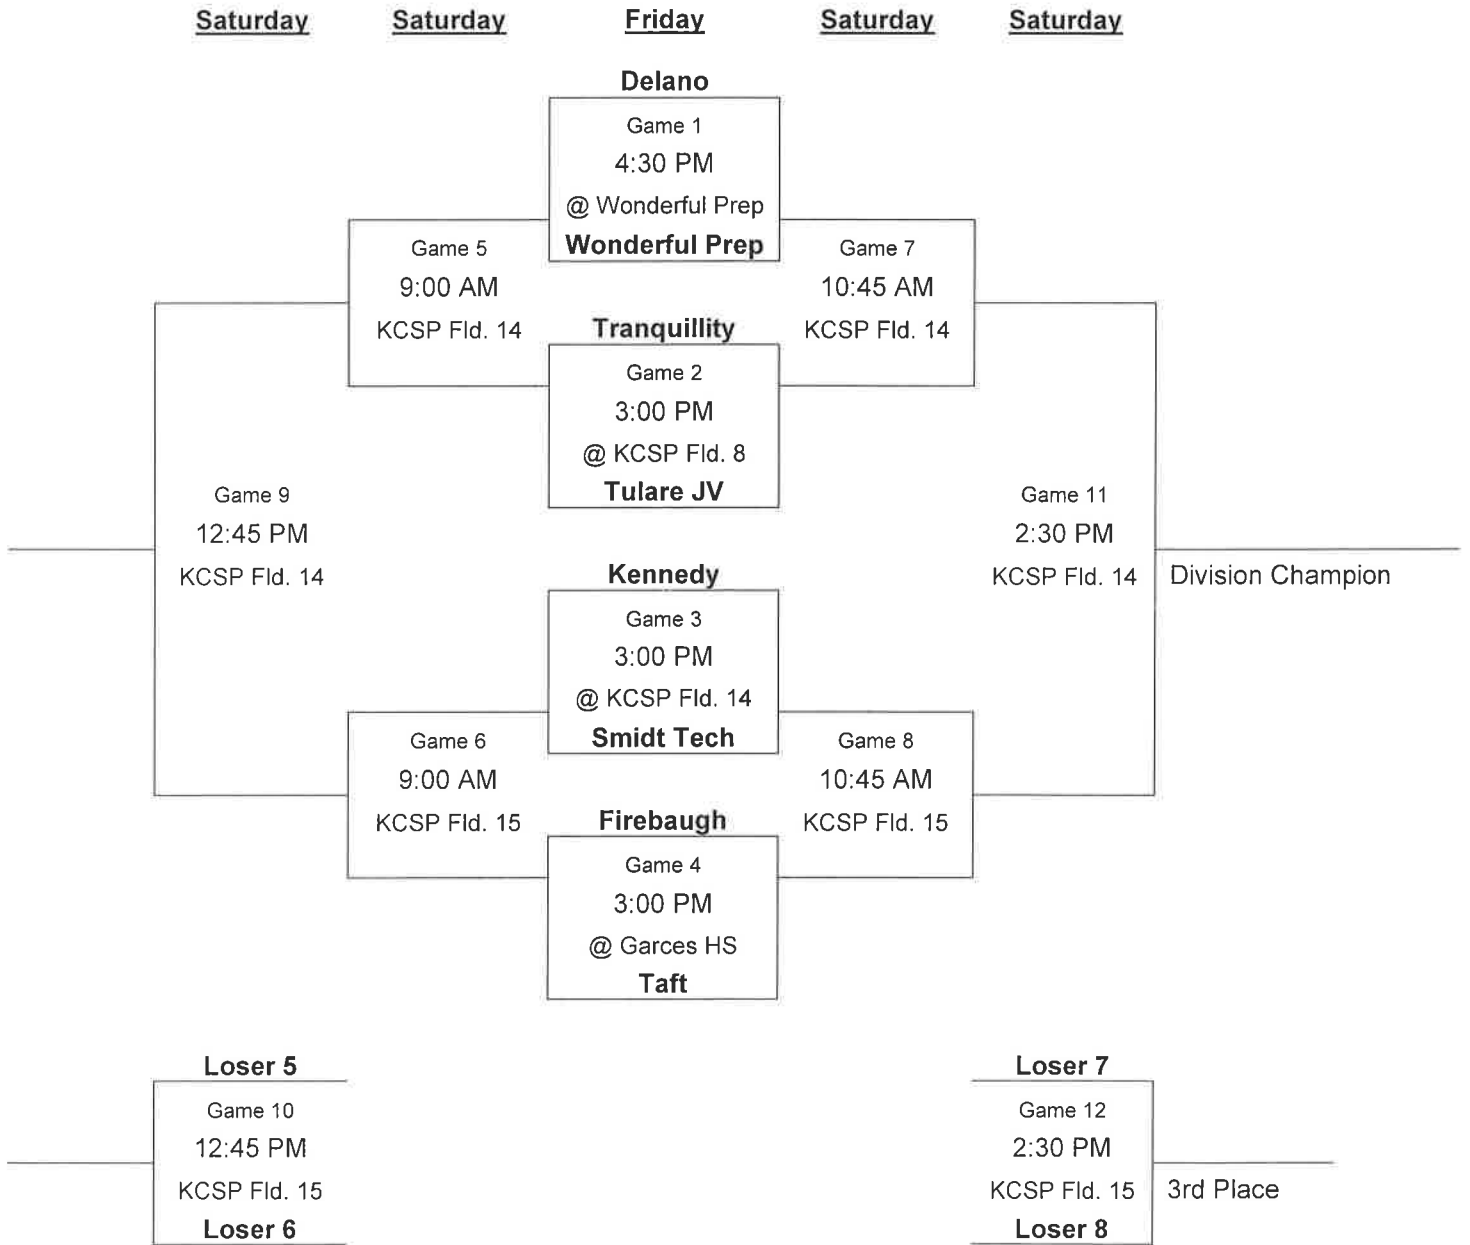 Saturday Saturday Friday Saturday Saturday
Delano
Game 1
4:30 PM
@ Wonderful Prep
Wonderful Prep
Game 5
9:00 AM
KCSP Fld. 14
Game 7
10:45 AM
KCSP Fld. 14
Tranquillity
Game 2
3:00 PM
@ KCSP Fld. 8
Tulare JV
Game 9
12:45 PM
KCSP Fld. 14
Game 11
2:30 PM
KCSP Fld. 14
Division Champion
Kennedy
Game 3
3:00 PM
@ KCSP Fld. 14
Smidt Tech
Game 6
9:00 AM
KCSP Fld. 15
Game 8
10:45 AM
KCSP Fld. 15
Firebaugh
Game 4
3:00 PM
@ Garces HS
Taft
Loser 5
Game 10
12:45 PM
KCSP Fld. 15
Loser 6
Loser 7
Game 12
2:30 PM
KCSP Fld. 15
Loser 8
3rd Place